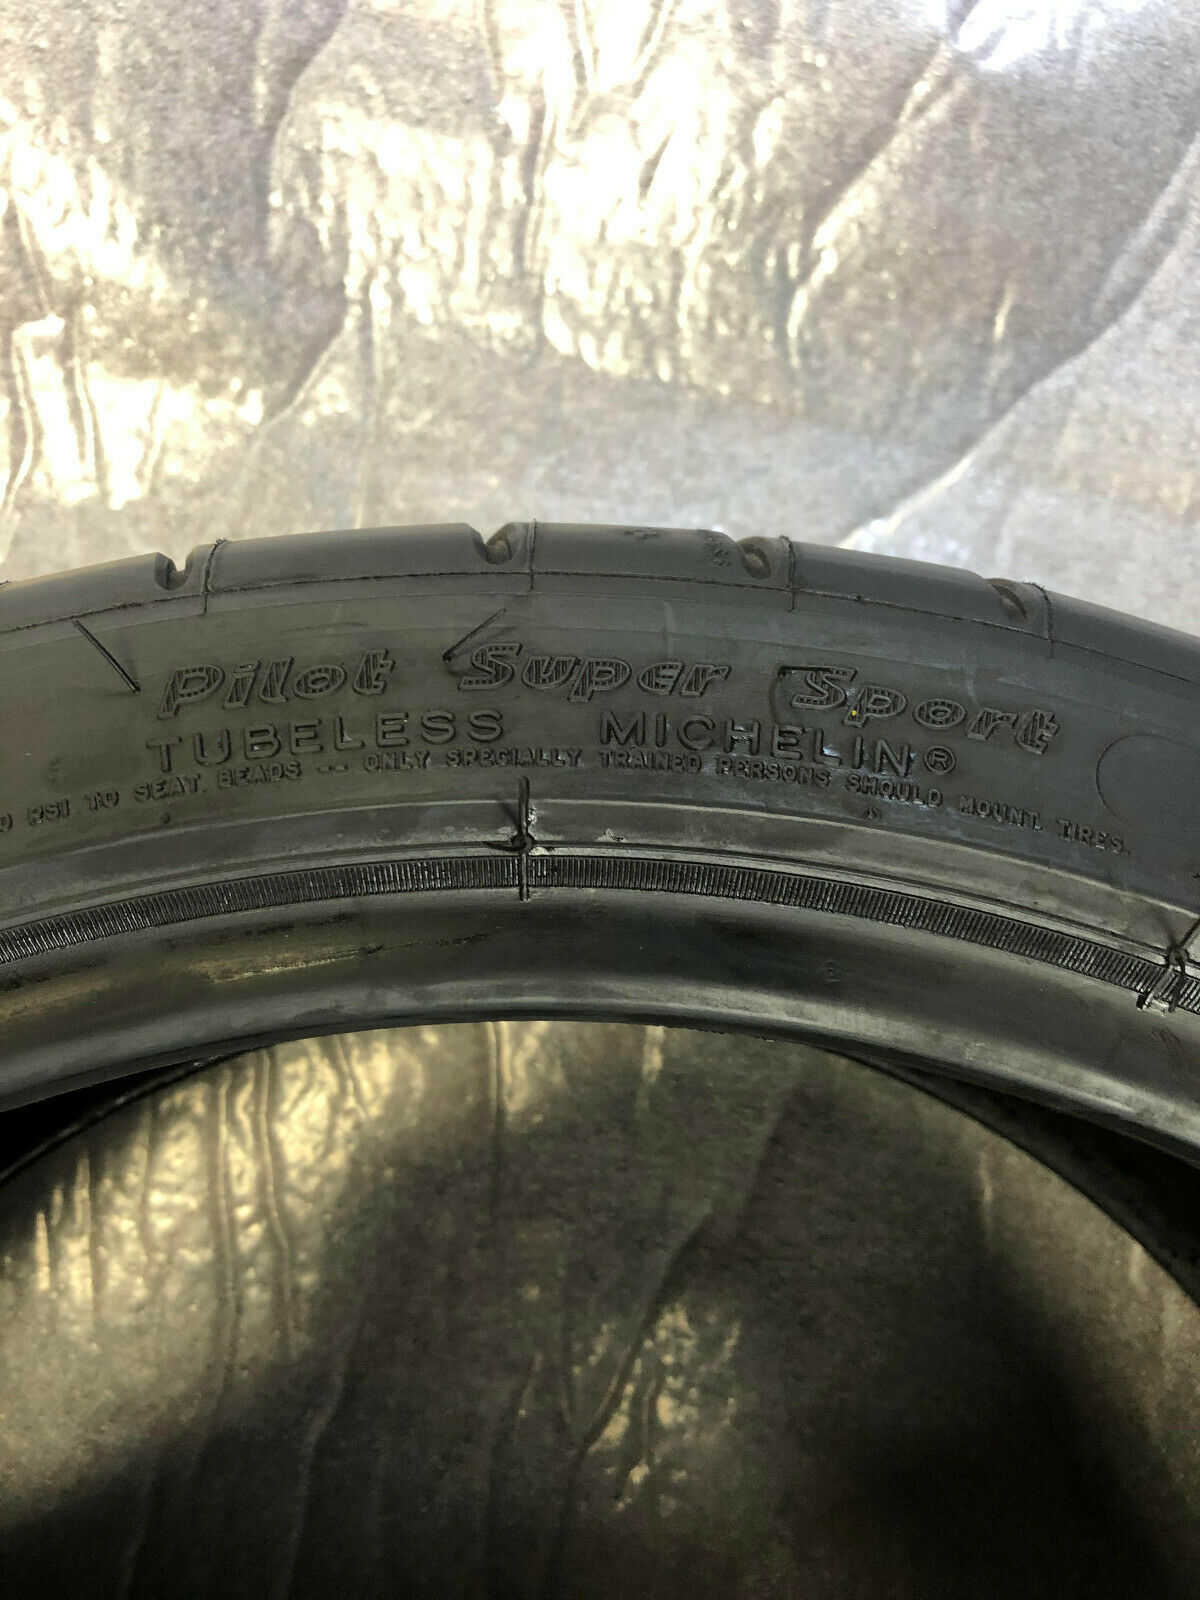 Pilot Super Sport
TUBELESS MICHELIN®
PSI TO SEAT BEADS -- ONLY SPECIALLY TRAINED PERSONS SHOULD MOUNT TIRES.